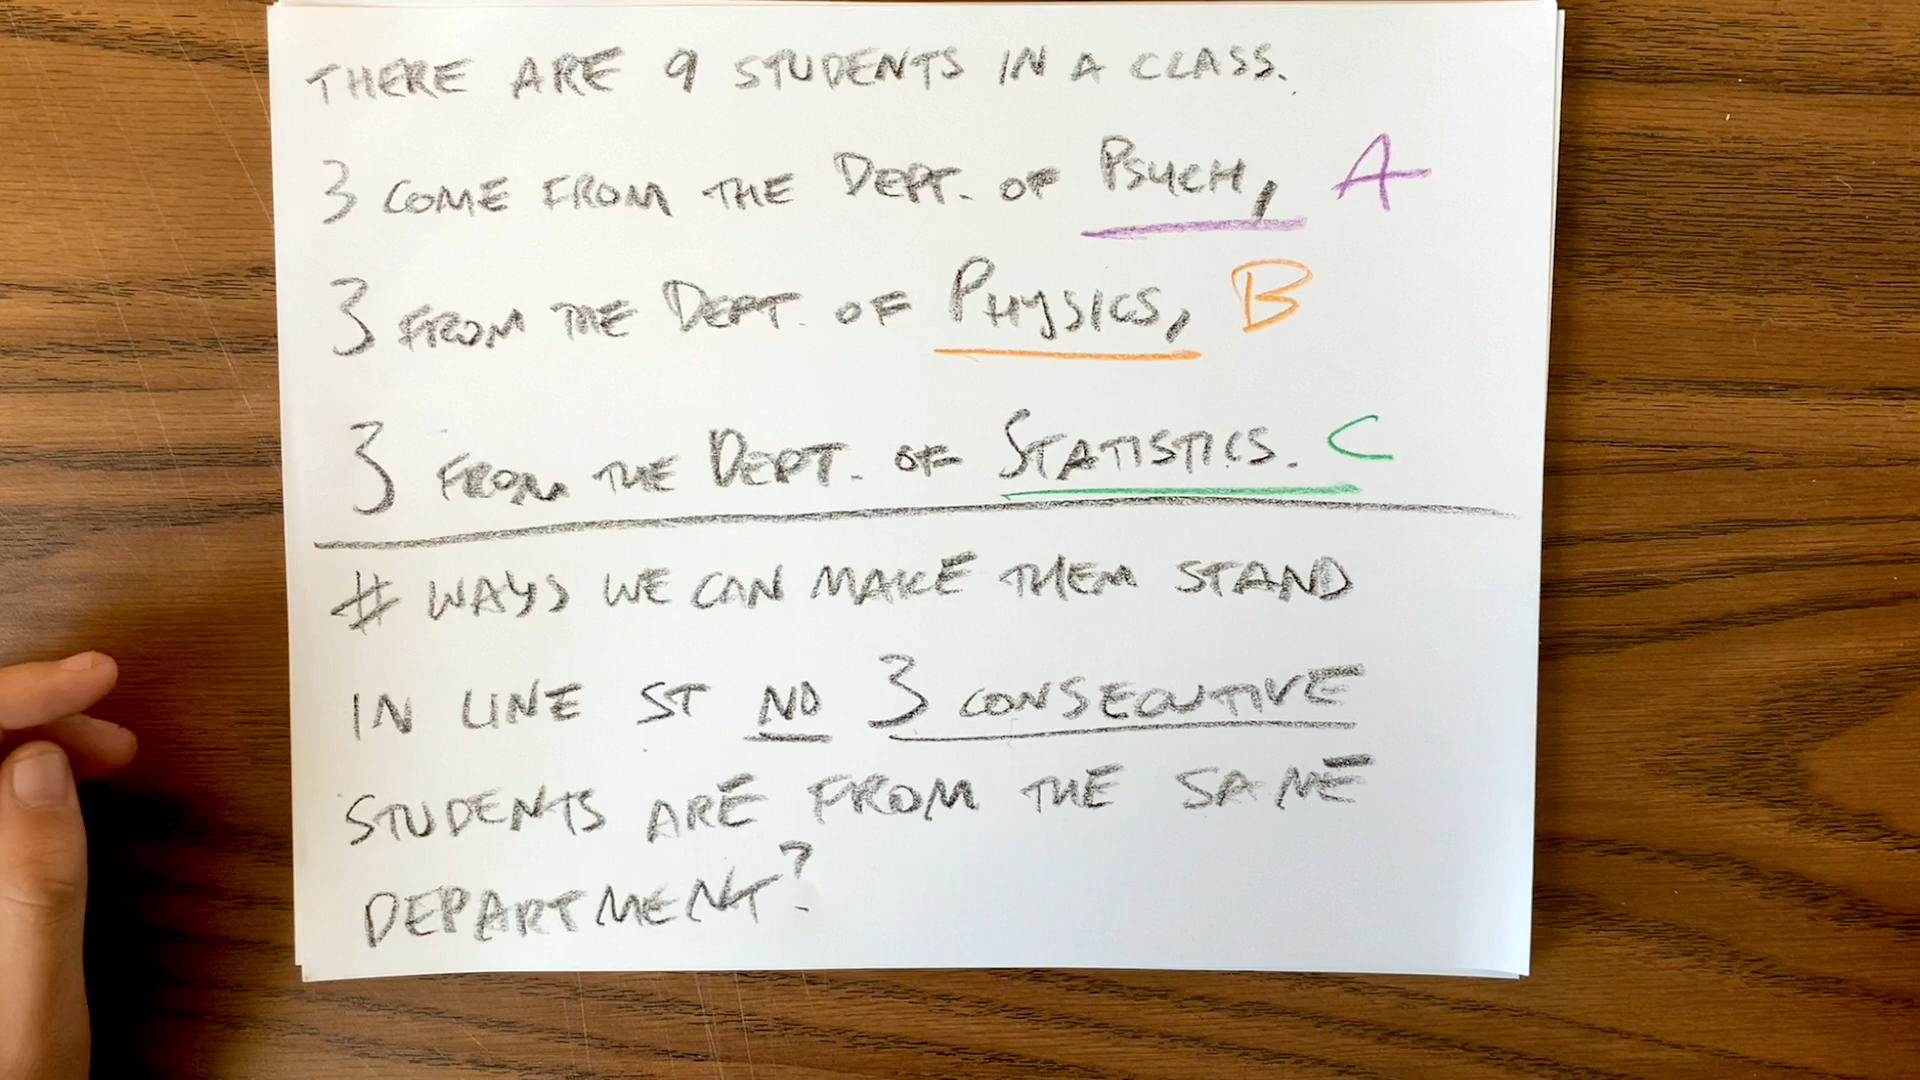 THERE ARE 9 STUDENTS IN A CLASS.
3 COME FROM THE DEPT. OF PSYCH, A
3 FROM THE DEPT. OF PHYSICS, B
3 FROM THE DEPT. OF STATISTICS. C
# WAYS WE CAN MAKE THEM STAND
IN LINE ST NO 3 CONSECUTIVE
STUDENTS ARE FROM THE SAME
DEPARTMENT?